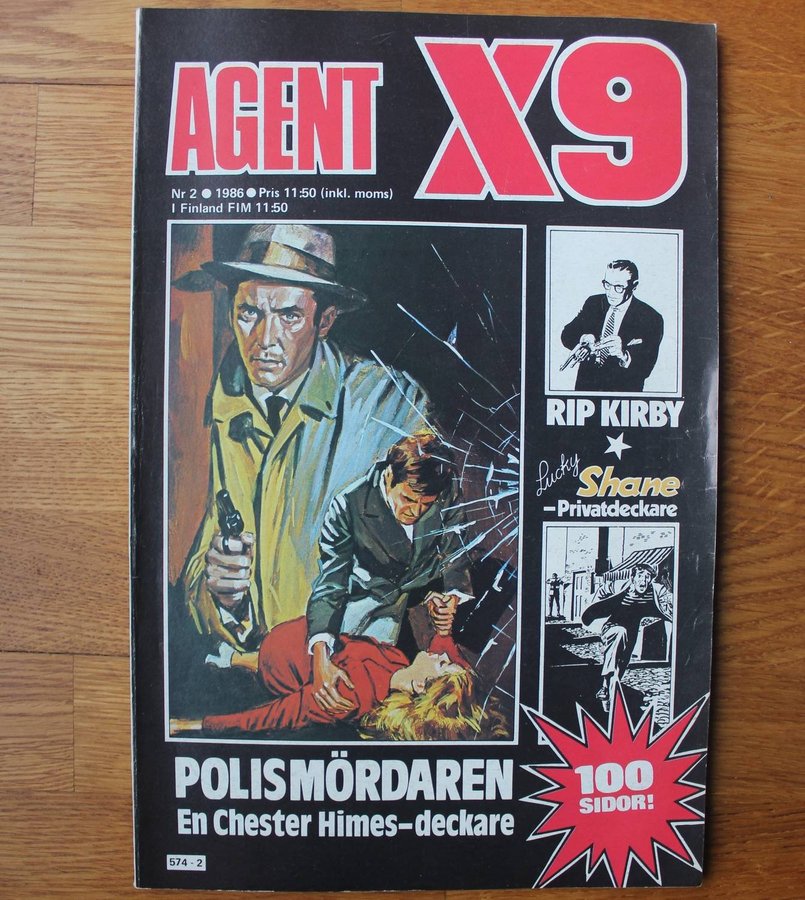 AGENT X9
Nr 2 ● 1986 ● Pris 11:50 (inkl. moms)
I Finland FIM 11:50
RIP KIRBY
Lucky
Shane
–Privatdeckare
100
SIDOR!
POLISMÖRDAREN
En Chester Himes–deckare
574 - 2